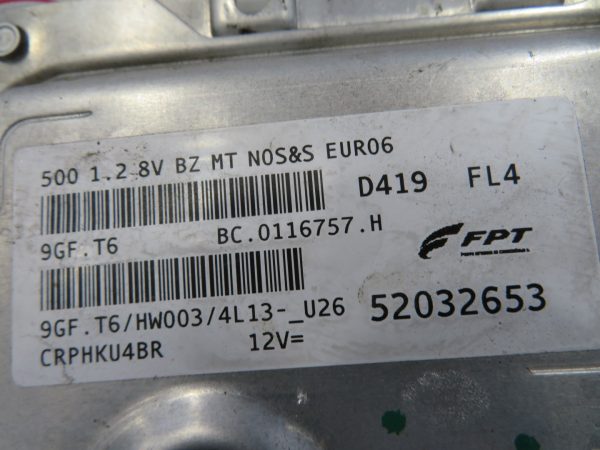 500 1.2 8V BZ MT NOS&S EURO6
D419 FL4
9GF.T6 BC.0116757.H
FPT
9GF.T6/HW003/4L13-_U26 52032653
CRPHKU4BR 12V=